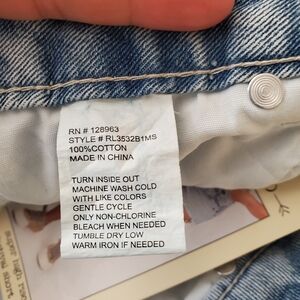 RN # 128963
STYLE # RL3532B1MS
100%COTTON
MADE IN CHINA
TURN INSIDE OUT
MACHINE WASH COLD
WITH LIKE COLORS
GENTLE CYCLE
ONLY NON-CHLORINE
BLEACH WHEN NEEDED
TUMBLE DRY LOW
WARM IRON IF NEEDED